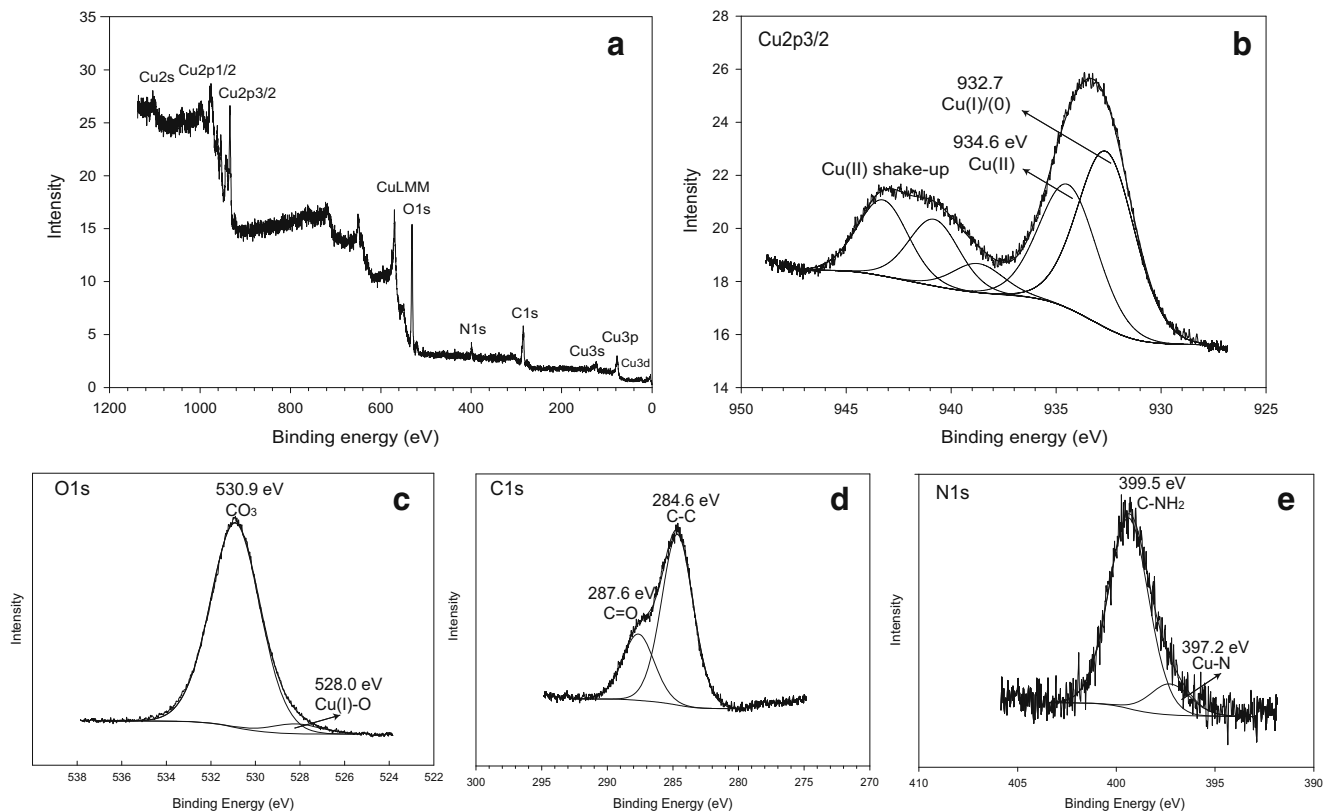 a
35
30
25
20
15
10
5
0
Intensity
Cu2s
Cu2p1/2
Cu2p3/2
CuLMM
O1s
N1s
C1s
Cu3s
Cu3p
Cu3d
1200 1000 800 600 400 200 0
Binding energy (eV)
b
Cu2p3/2
28
26
24
22
20
18
16
14
Intensity
932.7
Cu(I)/(0)
934.6 eV
Cu(II)
Cu(II) shake-up
950 945 940 935 930 925
Binding energy (eV)
O1s
c
530.9 eV
CO₃
528.0 eV
Cu(I)-O
Intensity
538 536 534 532 530 528 526 524 522
Binding Energy (eV)
C1s
d
284.6 eV
C-C
287.6 eV
C=O
Intensity
300 295 290 285 280 275 270
Binding Energy (eV)
N1s
e
399.5 eV
C-NH₂
397.2 eV
Cu-N
Intensity
410 405 400 395 390
Binding Energy (eV)